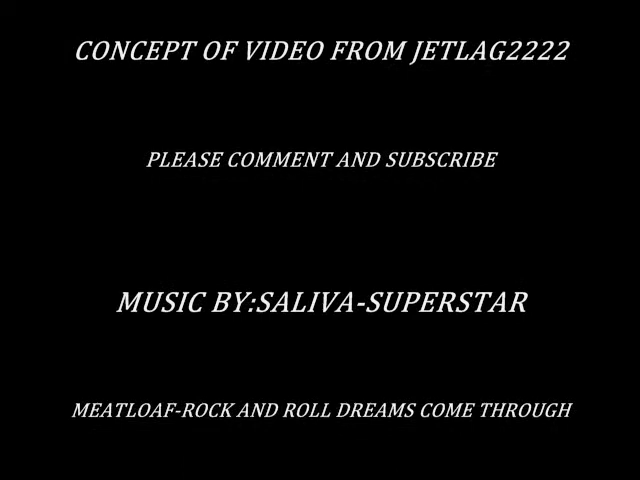 CONCEPT OF VIDEO FROM JETLAG2222
PLEASE COMMENT AND SUBSCRIBE
MUSIC BY:SALIVA-SUPERSTAR
MEATLOAF-ROCK AND ROLL DREAMS COME THROUGH